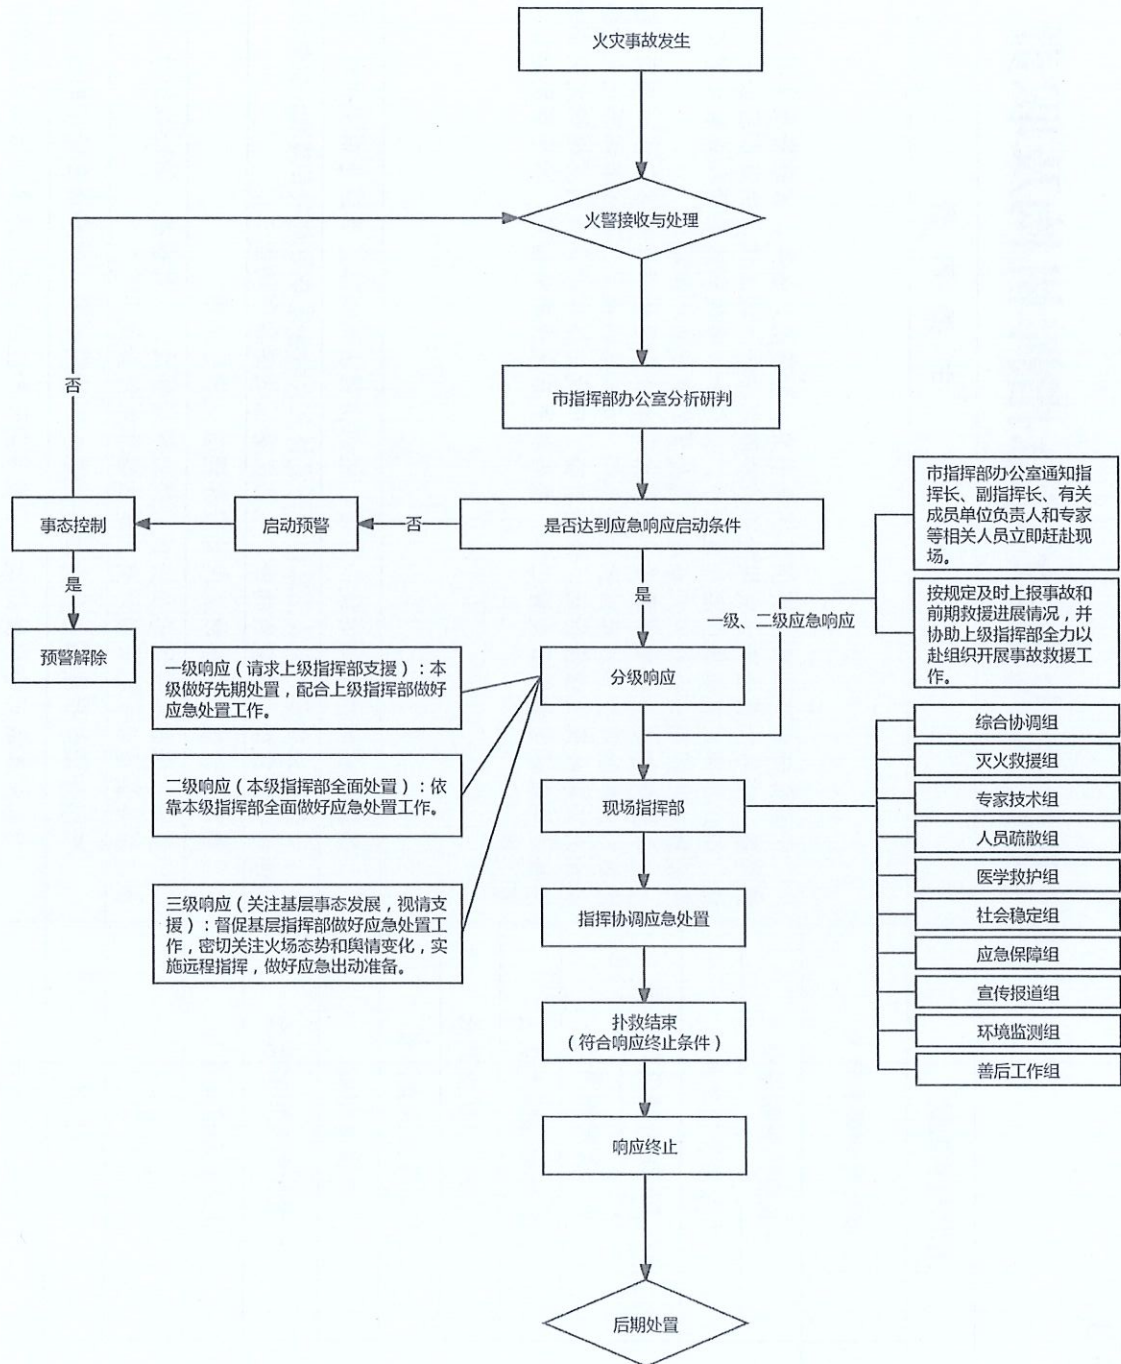 火灾事故发生
火警接收与处理
否
市指挥部办公室分析研判
市指挥部办公室通知指
挥长、副指挥长、有关
成员单位负责人和专家
等相关人员立即赶赴现
场。
事态控制
启动预警
否
是否达到应急响应启动条件
是
是
按规定及时上报事故和
前期救援进展情况，并
协助上级指挥部全力以
赴组织开展事故救援工
作。
一级、二级应急响应
预警解除
一级响应（请求上级指挥部支援）：本
级做好先期处置，配合上级指挥部做好
应急处置工作。
分级响应
综合协调组
灭火救援组
二级响应（本级指挥部全面处置）：依
靠本级指挥部全面做好应急处置工作。
现场指挥部
专家技术组
人员疏散组
医学救护组
三级响应（关注基层事态发展，视情支
援）：督促基层指挥部做好应急处置工
作，密切关注火场态势和舆情变化，实
施远程指挥，做好应急出动准备。
指挥协调应急处置
社会稳定组
应急保障组
宣传报道组
扑救结束
（符合响应终止条件）
环境监测组
善后工作组
响应终止
后期处置